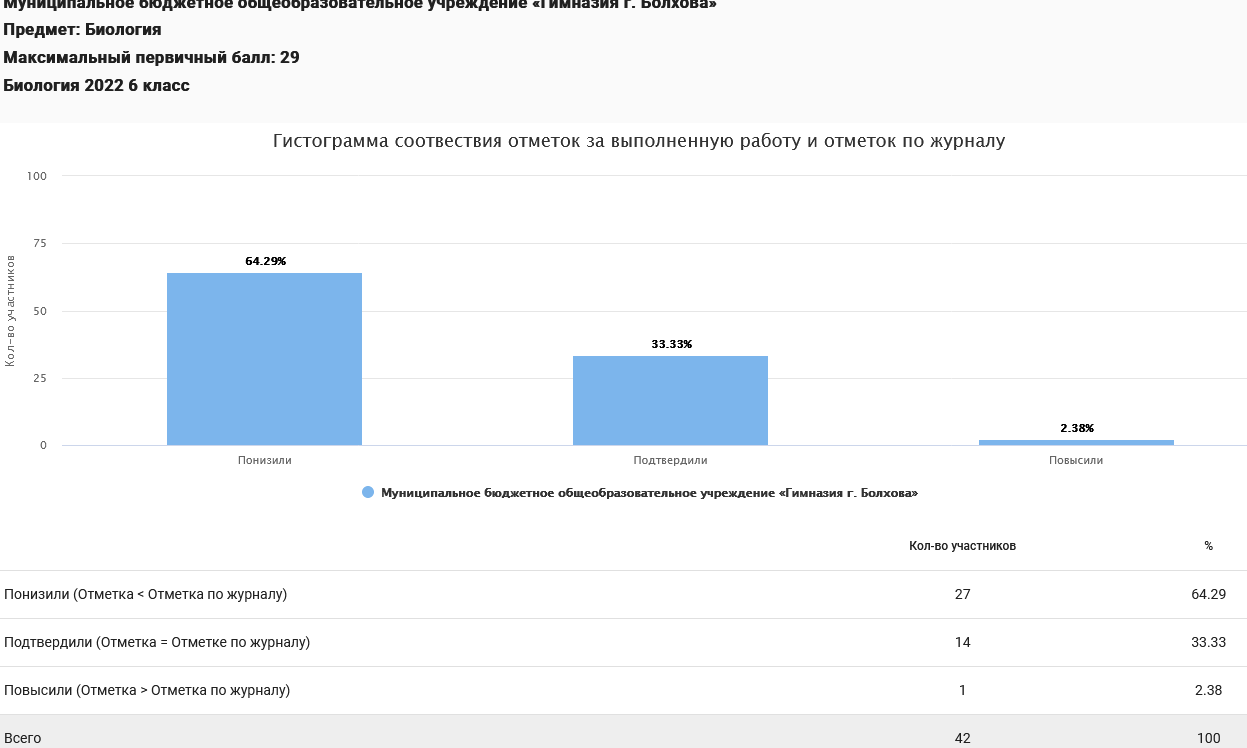 Муниципальное бюджетное общеобразовательное учреждение «Гимназия г. Болхова»
Предмет: Биология
Максимальный первичный балл: 29
Биология 2022 6 класс
Гистограмма соотвествия отметок за выполненную работу и отметок по журналу
100
75
50
25
0
Кол-во участников
64.29%
33.33%
2.38%
Понизили
Подтвердили
Повысили
Муниципальное бюджетное общеобразовательное учреждение «Гимназия г. Болхова»
Кол-во участников %
Понизили (Отметка < Отметка по журналу) 27 64.29
Подтвердили (Отметка = Отметке по журналу) 14 33.33
Повысили (Отметка > Отметка по журналу) 1 2.38
Всего 42 100